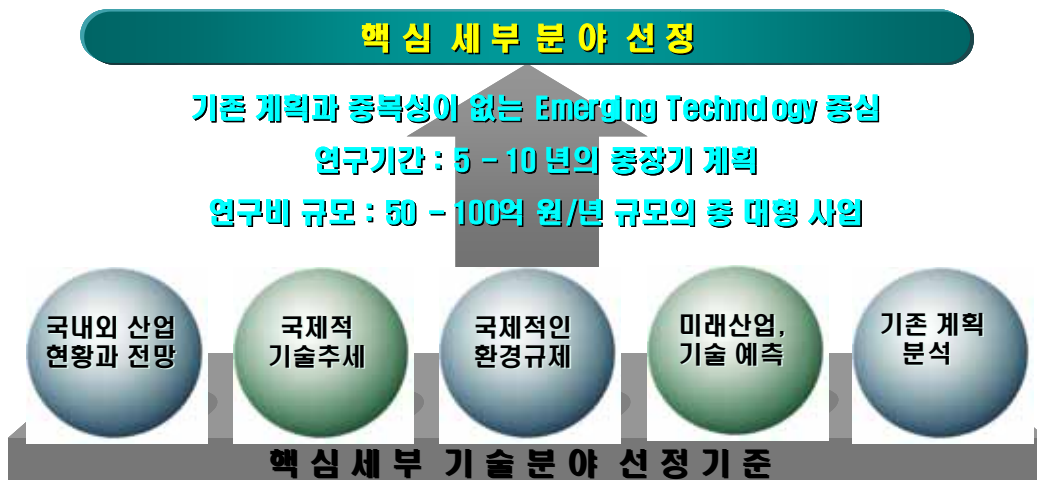 핵심 세부 분야 선정
기존 계획과 중복성이 없는 Emerging Technology 중심
연구기간 : 5 - 10 년의 중장기 계획
연구비 규모 : 50 - 100억 원/년 규모의 중 대형 사업
국내외 산업
현황과 전망
국제적
기술추세
국제적인
환경규제
미래산업,
기술 예측
기존 계획
분석
핵심세부 기술분야 선정기준